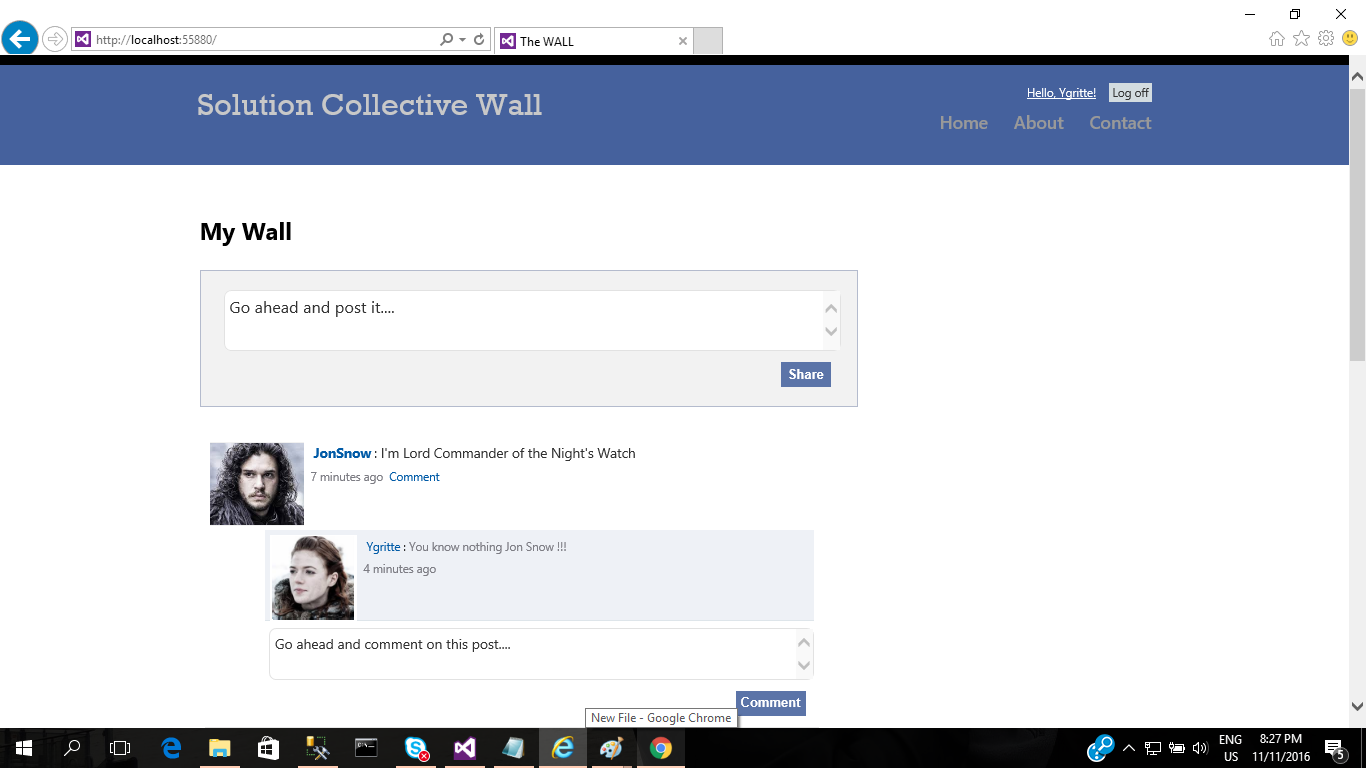 http://localhost:55880/
The WALL
Solution Collective Wall
Hello, Ygritte! Log off
Home About Contact
My Wall
Go ahead and post it....
Share
JonSnow : I'm Lord Commander of the Night's Watch
7 minutes ago Comment
Ygritte : You know nothing Jon Snow !!!
4 minutes ago
Go ahead and comment on this post....
Comment
New File - Google Chrome
ENG 8:27 PM
US 11/11/2016 5